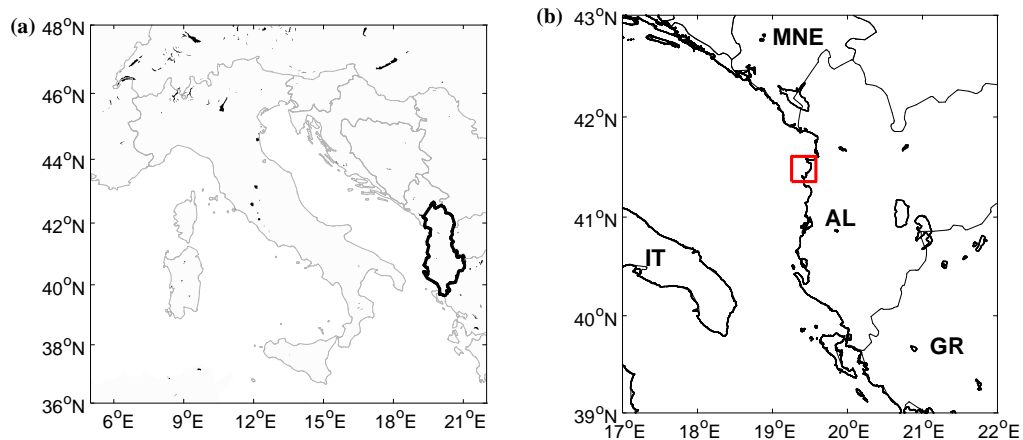 (a)
48°N
46°N
44°N
42°N
40°N
38°N
36°N
6°E 9°E 12°E 15°E 18°E 21°E
(b)
43°N
42°N
41°N
40°N
39°N
17°E 18°E 19°E 20°E 21°E 22°E
MNE
AL
IT
GR